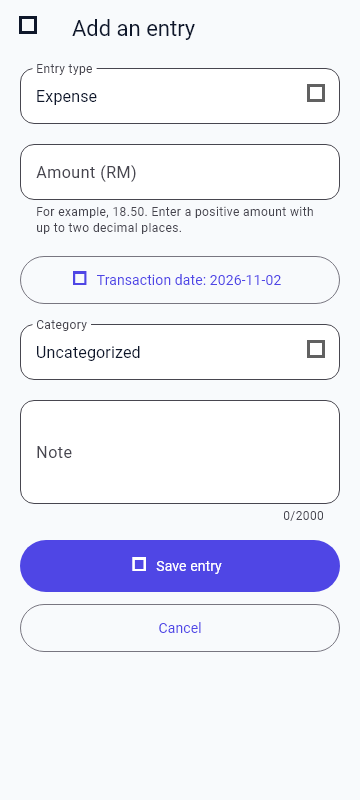 Add an entry
Entry type
Expense
Amount (RM)
For example, 18.50. Enter a positive amount with
up to two decimal places.
Transaction date: 2026-11-02
Category
Uncategorized
Note
0/2000
Save entry
Cancel